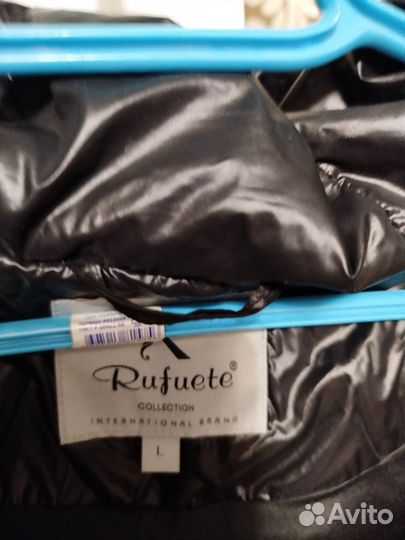 Rufuete®
COLLECTION
INTERNATIONAL BRAND
L
Avito